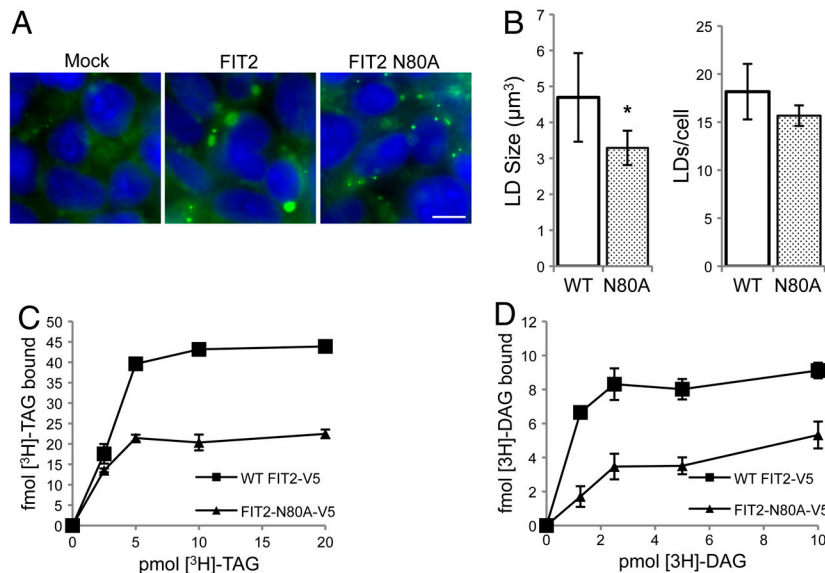 A
Mock
FIT2
FIT2 N80A
B
LD Size (µm³)
7
6
5
4
3
2
1
0
*
WT
N80A
LDs/cell
25
20
15
10
5
0
WT
N80A
C
fmol [³H]-TAG bound
50
45
40
35
30
25
20
15
10
5
0
WT FIT2-V5
FIT2-N80A-V5
0
5
10
15
20
pmol [³H]-TAG
D
fmol [3H]-DAG bound
12
10
8
6
4
2
0
WT FIT2-V5
FIT2-N80A-V5
0
2
4
6
8
10
pmol [3H]-DAG